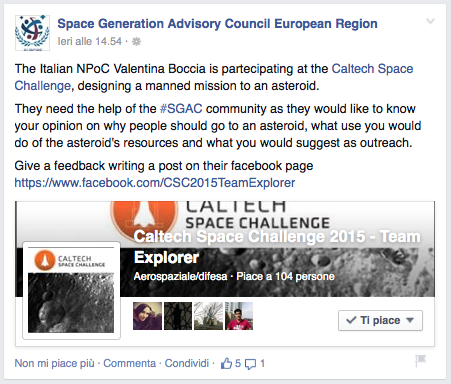 Space Generation Advisory Council European Region
Ieri alle 14.54 ·
The Italian NPoC Valentina Boccia is partecipating at the Caltech Space
Challenge, designing a manned mission to an asteroid.
They need the help of the #SGAC community as they would like to know
your opinion on why people should go to an asteroid, what use you would
do of the asteroid's resources and what you would suggest as outreach.
Give a feedback writing a post on their facebook page
https://www.facebook.com/CSC2015TeamExplorer
CALTECH
SPACE CHALLENGE
CALTECH
SPACE CHALLENGE
Caltech Space Challenge 2015 - Team
Explorer
Aerospaziale/difesa · Piace a 104 persone
Ti piace
Non mi piace più · Commenta · Condividi · 5 1